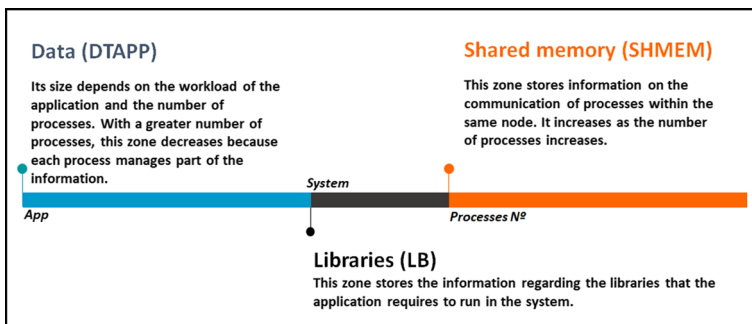 Data (DTAPP)
Its size depends on the workload of the
application and the number of
processes. With a greater number of
processes, this zone decreases because
each process manages part of the
information.
Shared memory (SHMEM)
This zone stores information on the
communication of processes within the
same node. It increases as the number
of processes increases.
System
App
Processes Nº
Libraries (LB)
This zone stores the information regarding the libraries that the
application requires to run in the system.